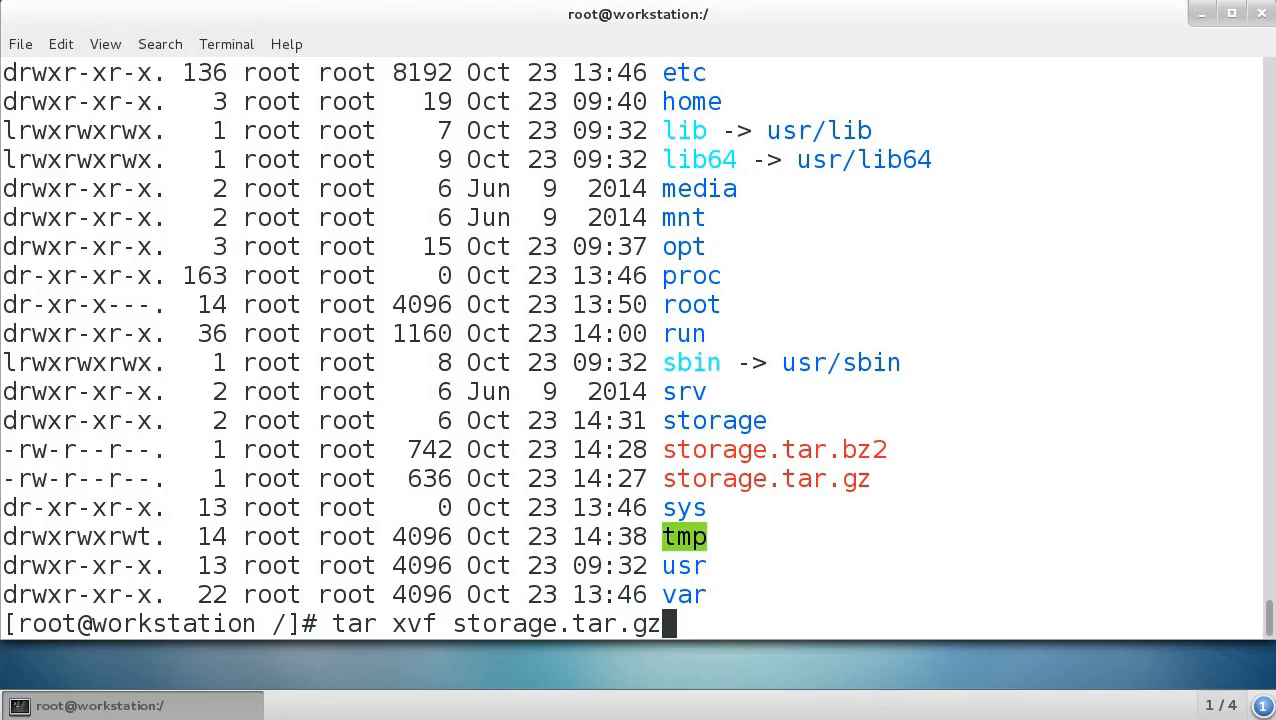 root@workstation:/
File Edit View Search Terminal Help
drwxr-xr-x. 136 root root 8192 Oct 23 13:46 etc
drwxr-xr-x.   3 root root   19 Oct 23 09:40 home
lrwxrwxrwx.   1 root root    7 Oct 23 09:32 lib -> usr/lib
lrwxrwxrwx.   1 root root    9 Oct 23 09:32 lib64 -> usr/lib64
drwxr-xr-x.   2 root root    6 Jun  9  2014 media
drwxr-xr-x.   2 root root    6 Jun  9  2014 mnt
drwxr-xr-x.   3 root root   15 Oct 23 09:37 opt
dr-xr-xr-x. 163 root root    0 Oct 23 13:46 proc
dr-xr-x---.  14 root root 4096 Oct 23 13:50 root
drwxr-xr-x.  36 root root 1160 Oct 23 14:00 run
lrwxrwxrwx.   1 root root    8 Oct 23 09:32 sbin -> usr/sbin
drwxr-xr-x.   2 root root    6 Jun  9  2014 srv
drwxr-xr-x.   2 root root    6 Oct 23 14:31 storage
-rw-r--r--.   1 root root  742 Oct 23 14:28 storage.tar.bz2
-rw-r--r--.   1 root root  636 Oct 23 14:27 storage.tar.gz
dr-xr-xr-x.  13 root root    0 Oct 23 13:46 sys
drwxrwxrwt.  14 root root 4096 Oct 23 14:38 tmp
drwxr-xr-x.  13 root root 4096 Oct 23 09:32 usr
drwxr-xr-x.  22 root root 4096 Oct 23 13:46 var
[root@workstation /]# tar xvf storage.tar.gz
root@workstation:/
1 / 4
1